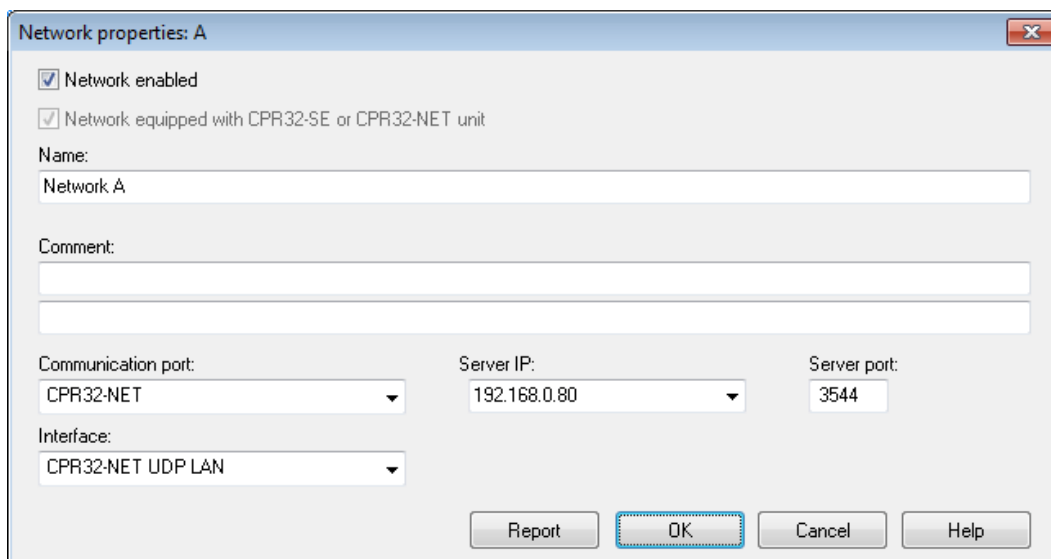 Network properties: A
Network enabled
Network equipped with CPR32-SE or CPR32-NET unit
Name:
Network A
Comment:
Communication port: Server IP: Server port:
CPR32-NET 192.168.0.80 3544
Interface:
CPR32-NET UDP LAN
Report OK Cancel Help